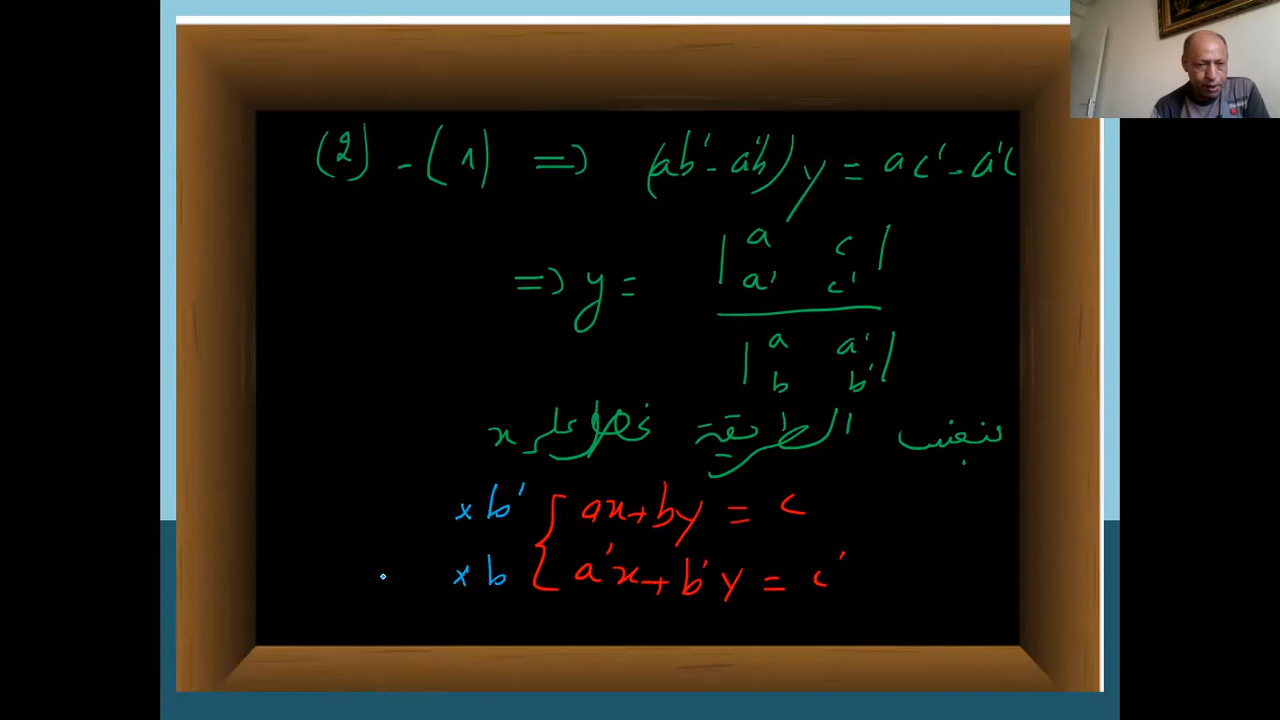 (2) - (1) => (ab' - a'b) y = ac' - a'c
=> y = | a c |
| a' c' |
| a a' |
| b b' |
بنفس الطريقة نحصل على x
x b' { ax + by = c
x b { a'x + b'y = c'